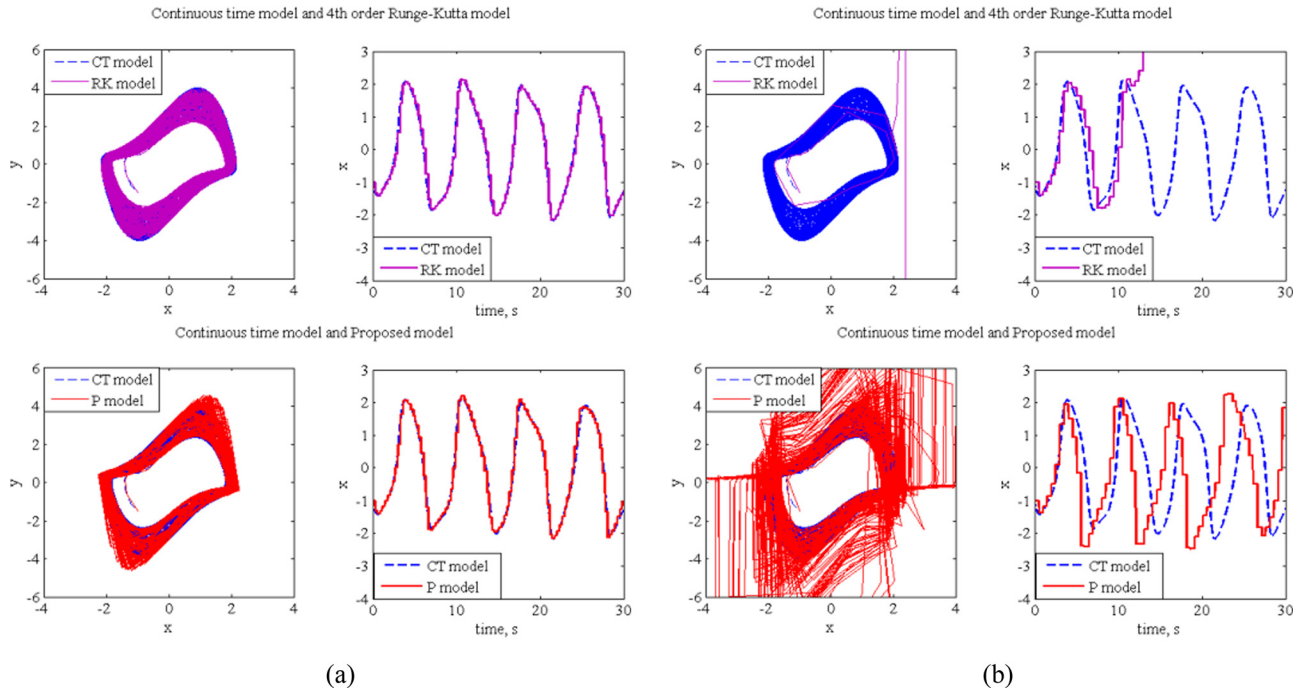 Continuous time model and 4th order Runge-Kutta model
Continuous time model and 4th order Runge-Kutta model
6
4
2
0
-2
-4
-6
y
CT model
RK model
-4 -2 0 2 4
x
3
2
1
0
-1
-2
3
-4
x
CT model
RK model
0 10 20 30
time, s
6
4
2
0
-2
-4
-6
y
CT model
RK model
-4 -2 0 2 4
x
3
2
1
0
-1
-2
-3
-4
x
CT model
RK model
0 10 20 30
time, s
Continuous time model and Proposed model
Continuous time model and Proposed model
6
4
2
0
-2
-4
-6
y
CT model
P model
-4 -2 0 2 4
x
3
2
1
0
-1
-2
-3
-4
x
CT model
P model
0 10 20 30
time, s
6
4
2
0
-2
-4
-6
y
CT model
P model
-4 -2 0 2 4
x
3
2
1
0
-1
-2
-3
-4
x
CT model
P model
0 10 20 30
time, s
(a)
(b)